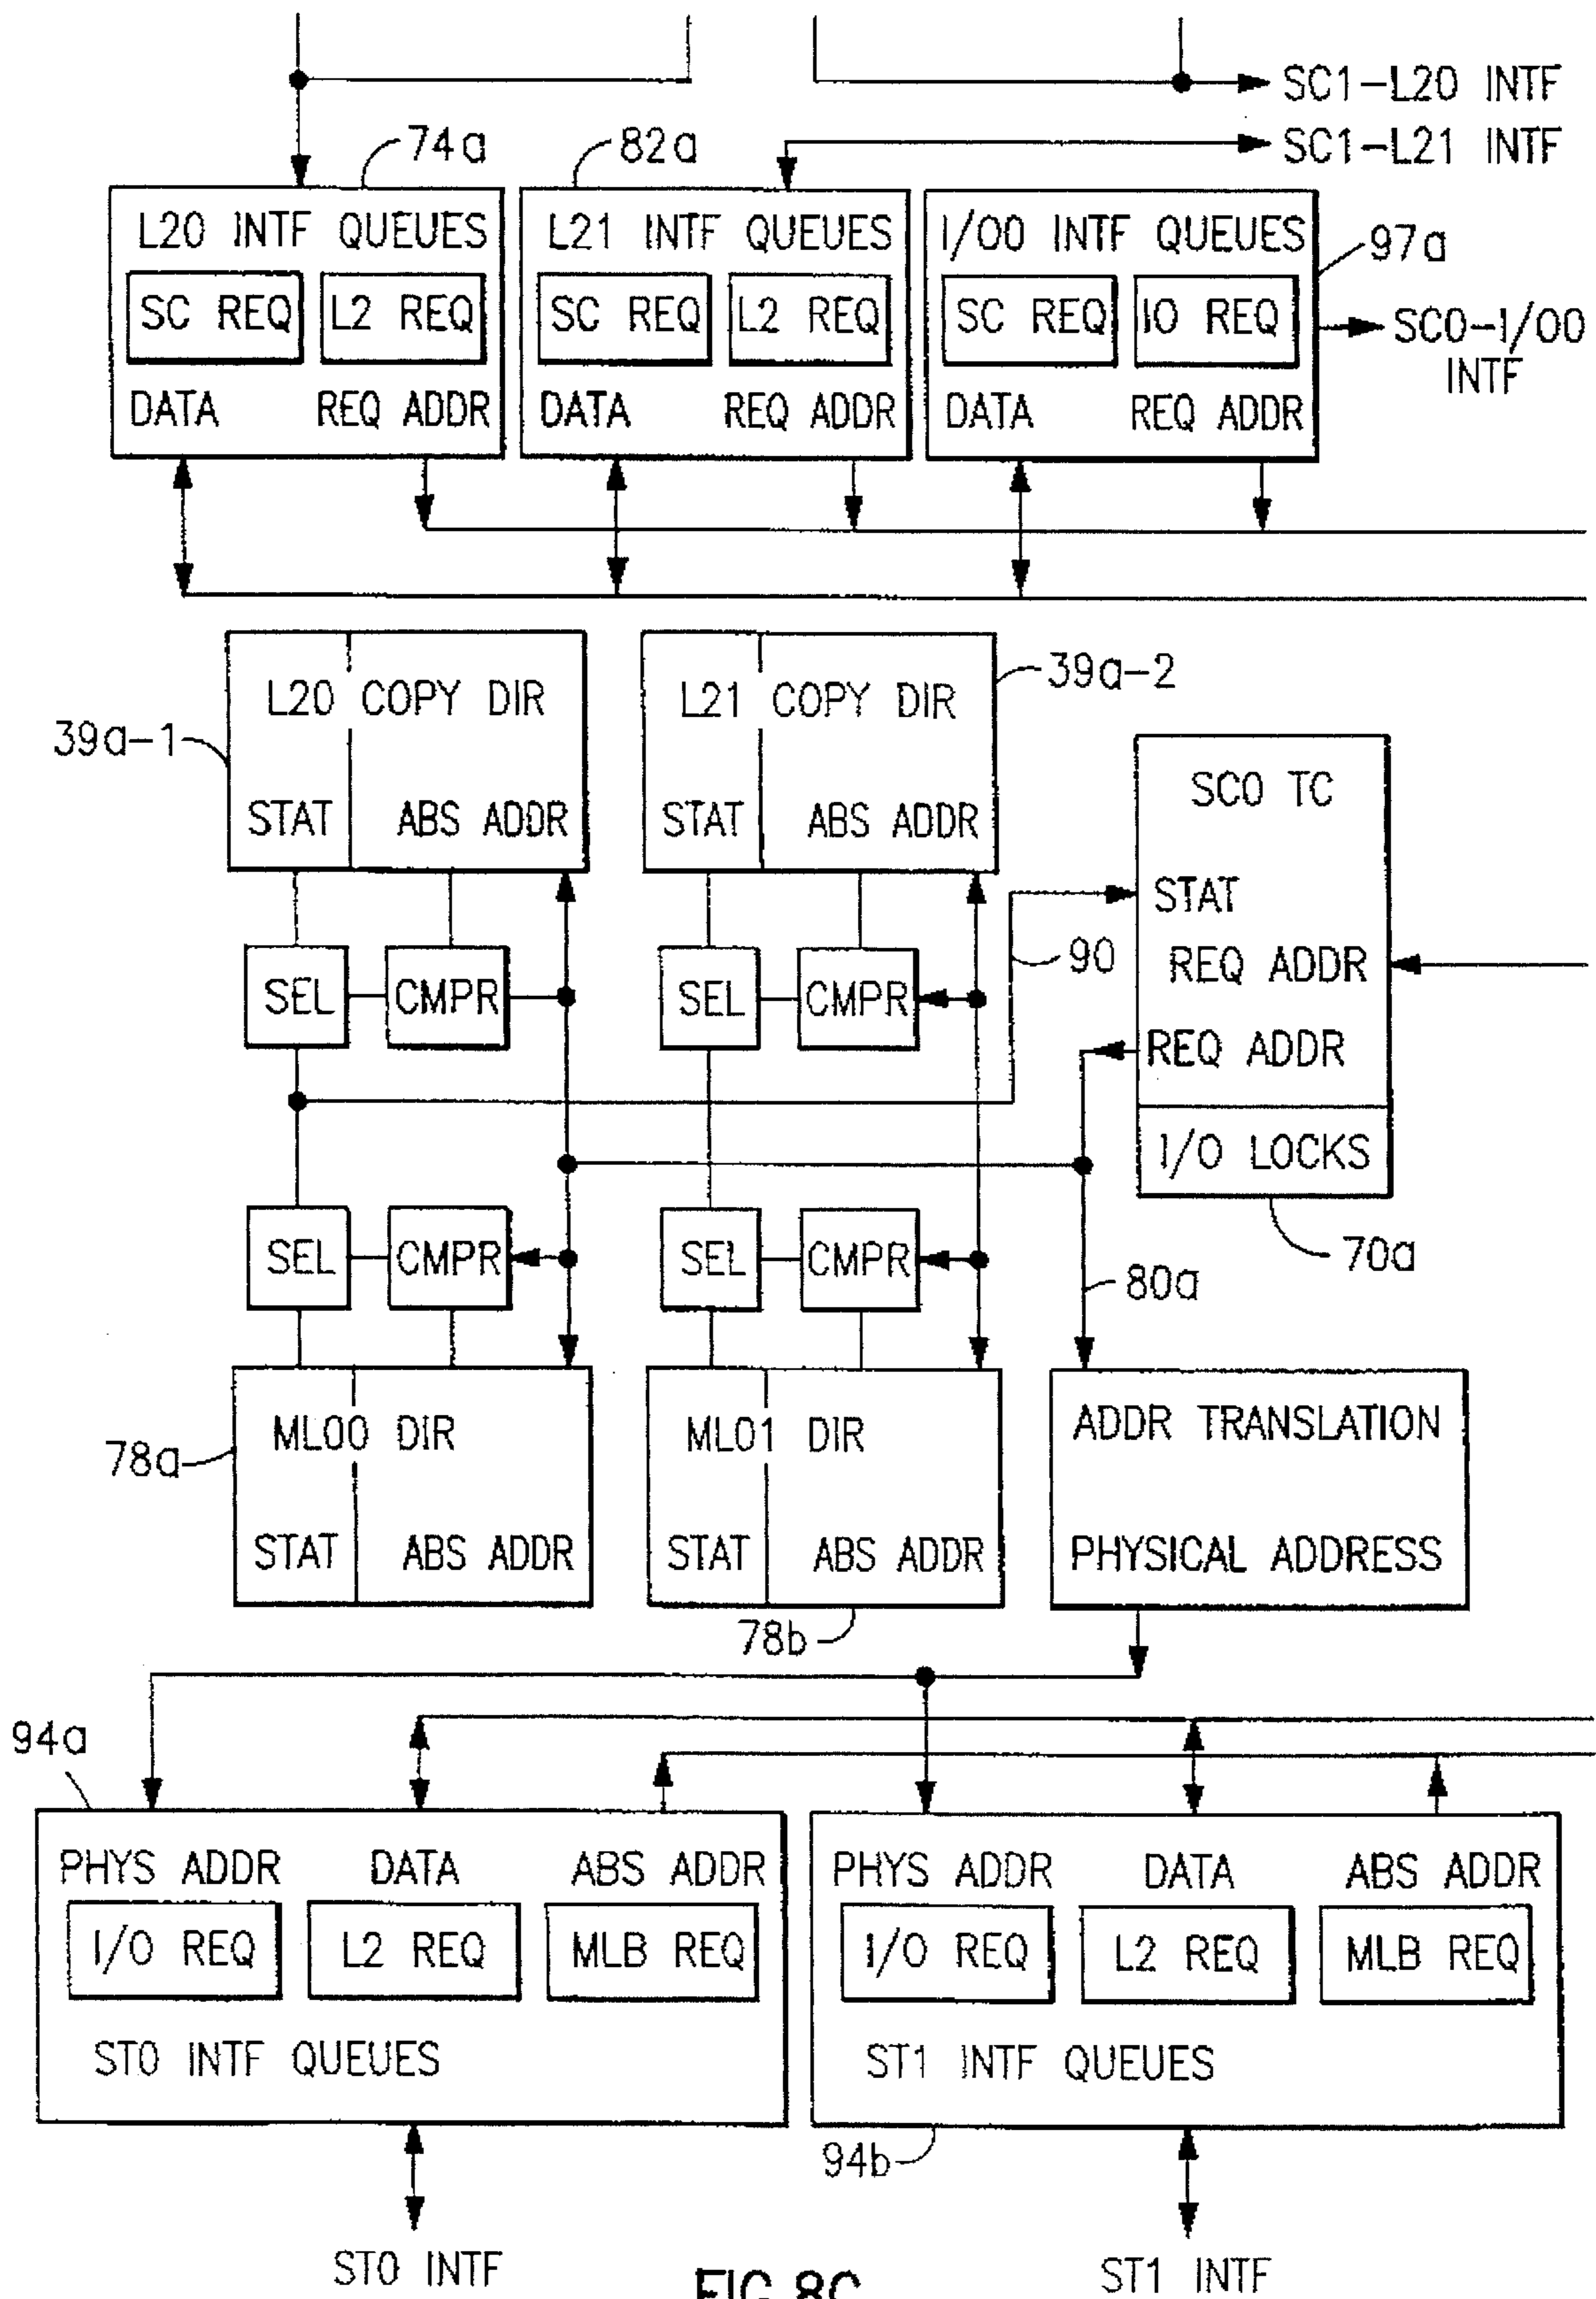 SC1-L20 INTF
SC1-L21 INTF
74a
82a
L20 INTF QUEUES
SC REQ
L2 REQ
DATA
REQ ADDR
L21 INTF QUEUES
SC REQ
L2 REQ
DATA
REQ ADDR
I/O0 INTF QUEUES
SC REQ
IO REQ
DATA
REQ ADDR
97a
SC0-I/O0
INTF
39a-1
L20 COPY DIR
STAT
ABS ADDR
39a-2
L21 COPY DIR
STAT
ABS ADDR
SC0 TC
STAT
REQ ADDR
REQ ADDR
I/O LOCKS
70a
90
SEL
CMPR
SEL
CMPR
SEL
CMPR
SEL
CMPR
80a
78a
ML00 DIR
STAT
ABS ADDR
ML01 DIR
STAT
ABS ADDR
78b
ADDR TRANSLATION
PHYSICAL ADDRESS
94a
PHYS ADDR
DATA
ABS ADDR
I/O REQ
L2 REQ
MLB REQ
ST0 INTF QUEUES
PHYS ADDR
DATA
ABS ADDR
I/O REQ
L2 REQ
MLB REQ
ST1 INTF QUEUES
94b
ST0 INTF
ST1 INTF
FIG.8C